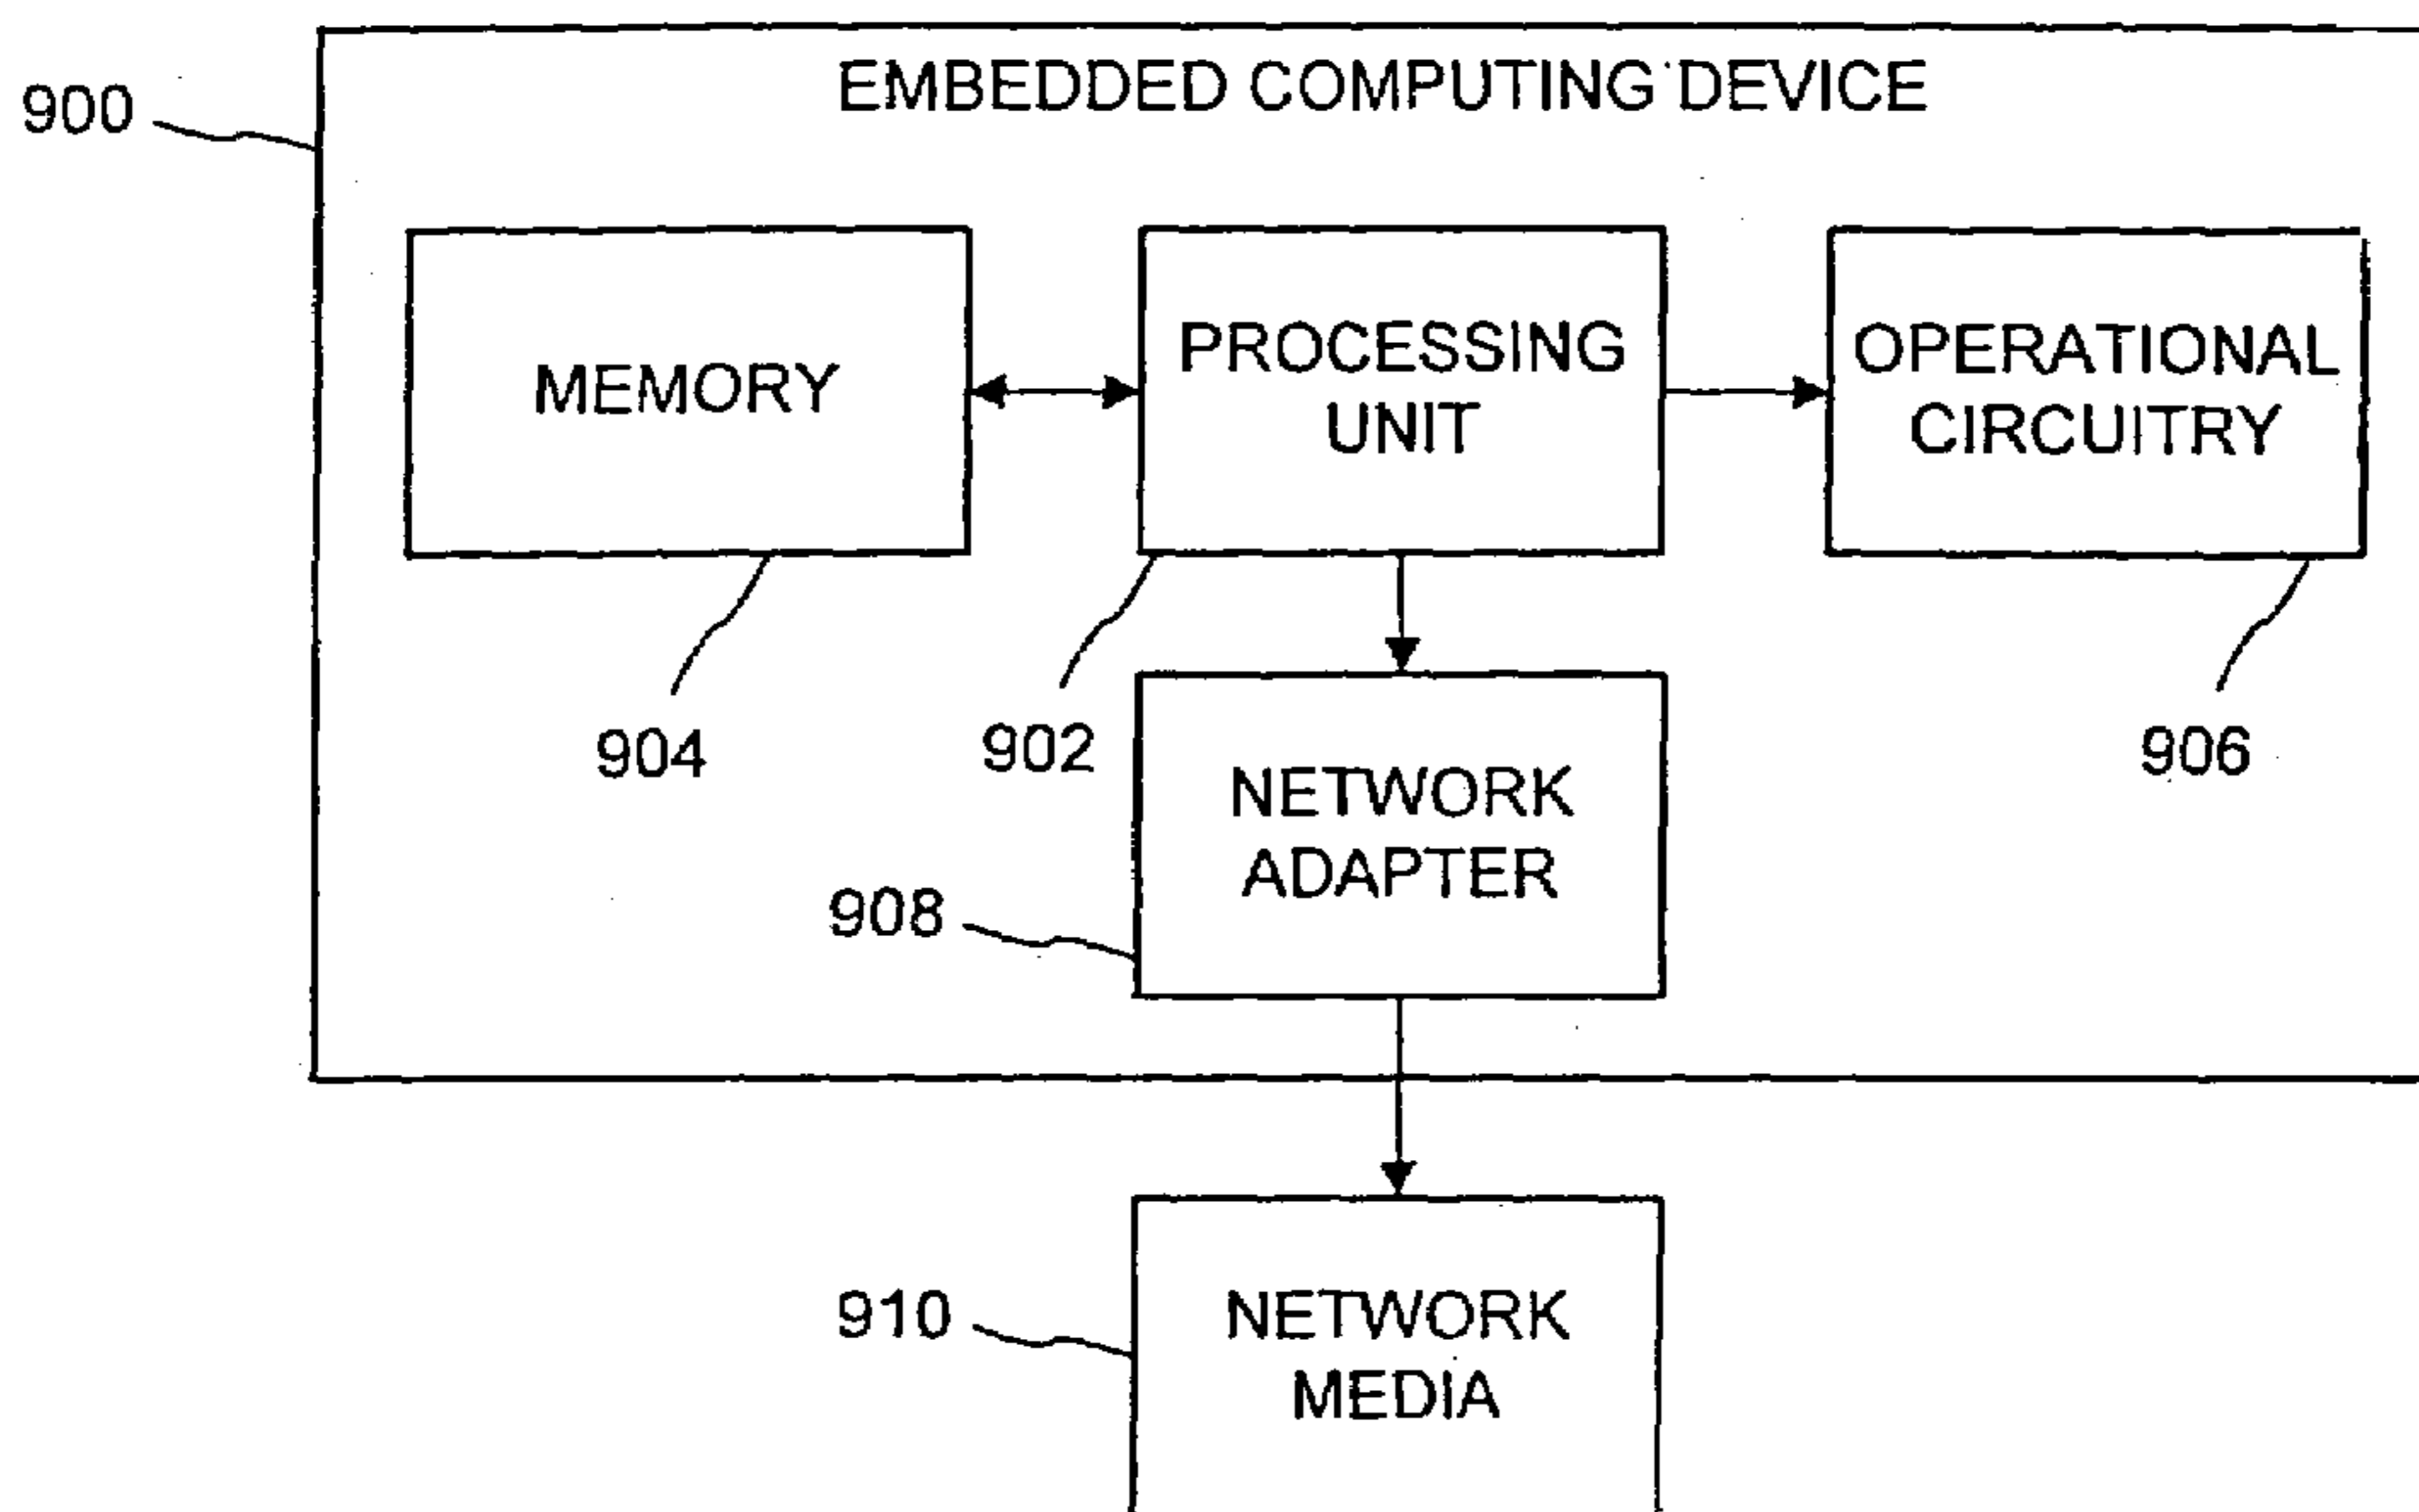 EMBEDDED COMPUTING DEVICE
900
MEMORY
PROCESSING
UNIT
OPERATIONAL
CIRCUITRY
904
902
906
NETWORK
ADAPTER
908
910
NETWORK
MEDIA